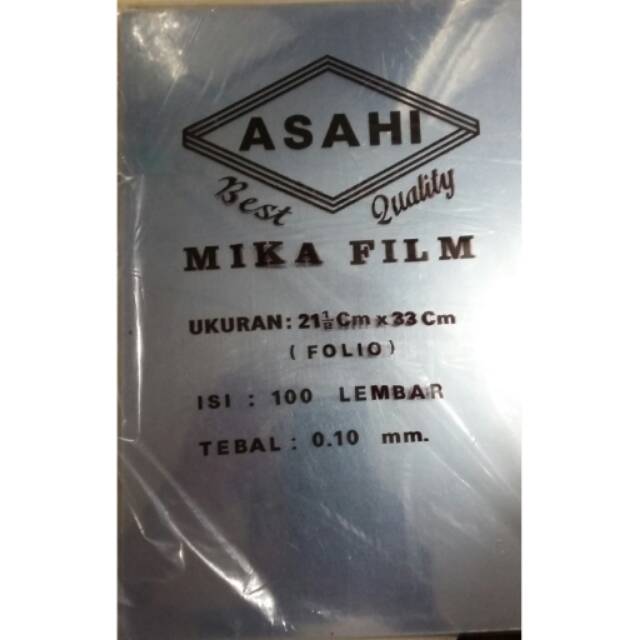 ASAHI
Best Quality
MIKA FILM
UKURAN : 21½ Cm x 33 Cm
( FOLIO )
ISI : 100 LEMBAR
TEBAL : 0.10 mm.